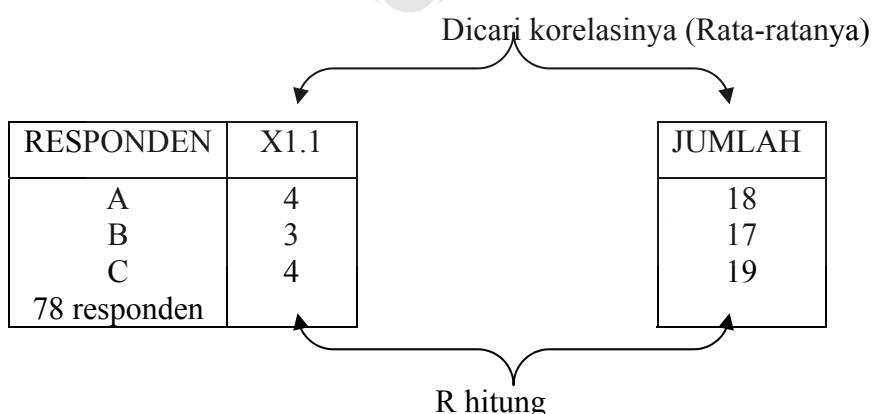 Dicari korelasinya (Rata-ratanya)
RESPONDEN X1.1 JUMLAH
A 4 18
B 3 17
C 4 19
78 responden
R hitung